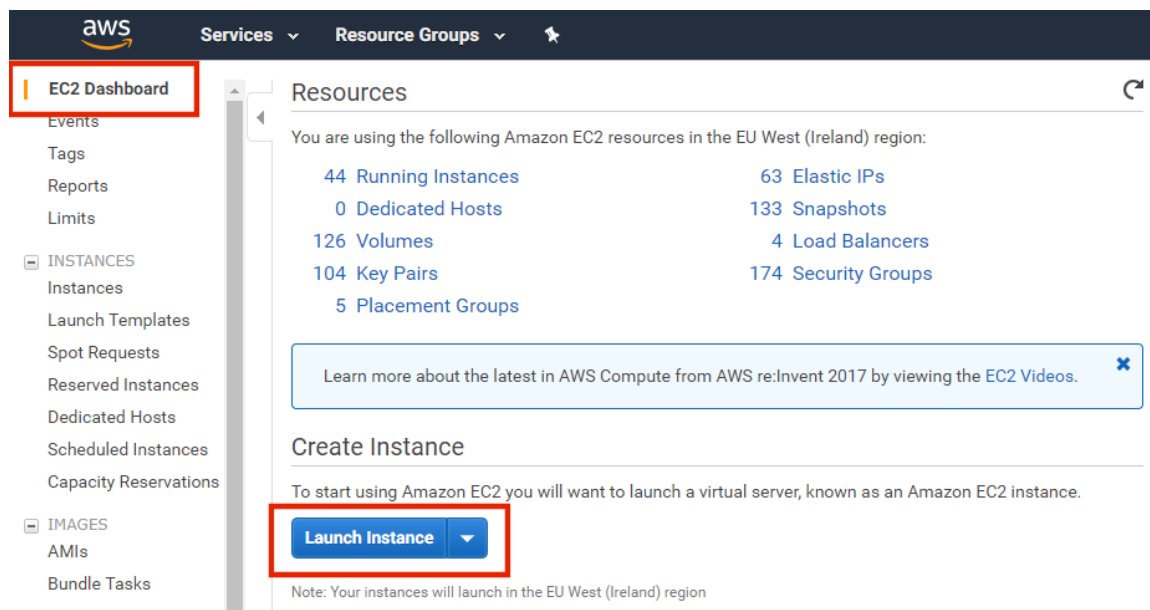 aws
Services
Resource Groups
EC2 Dashboard
Events
Tags
Reports
Limits
INSTANCES
Instances
Launch Templates
Spot Requests
Reserved Instances
Dedicated Hosts
Scheduled Instances
Capacity Reservations
IMAGES
AMIs
Bundle Tasks
Resources
You are using the following Amazon EC2 resources in the EU West (Ireland) region:
44 Running Instances
63 Elastic IPs
0 Dedicated Hosts
133 Snapshots
126 Volumes
4 Load Balancers
104 Key Pairs
174 Security Groups
5 Placement Groups
Learn more about the latest in AWS Compute from AWS re:Invent 2017 by viewing the EC2 Videos.
Create Instance
To start using Amazon EC2 you will want to launch a virtual server, known as an Amazon EC2 instance.
Launch Instance
Note: Your instances will launch in the EU West (Ireland) region